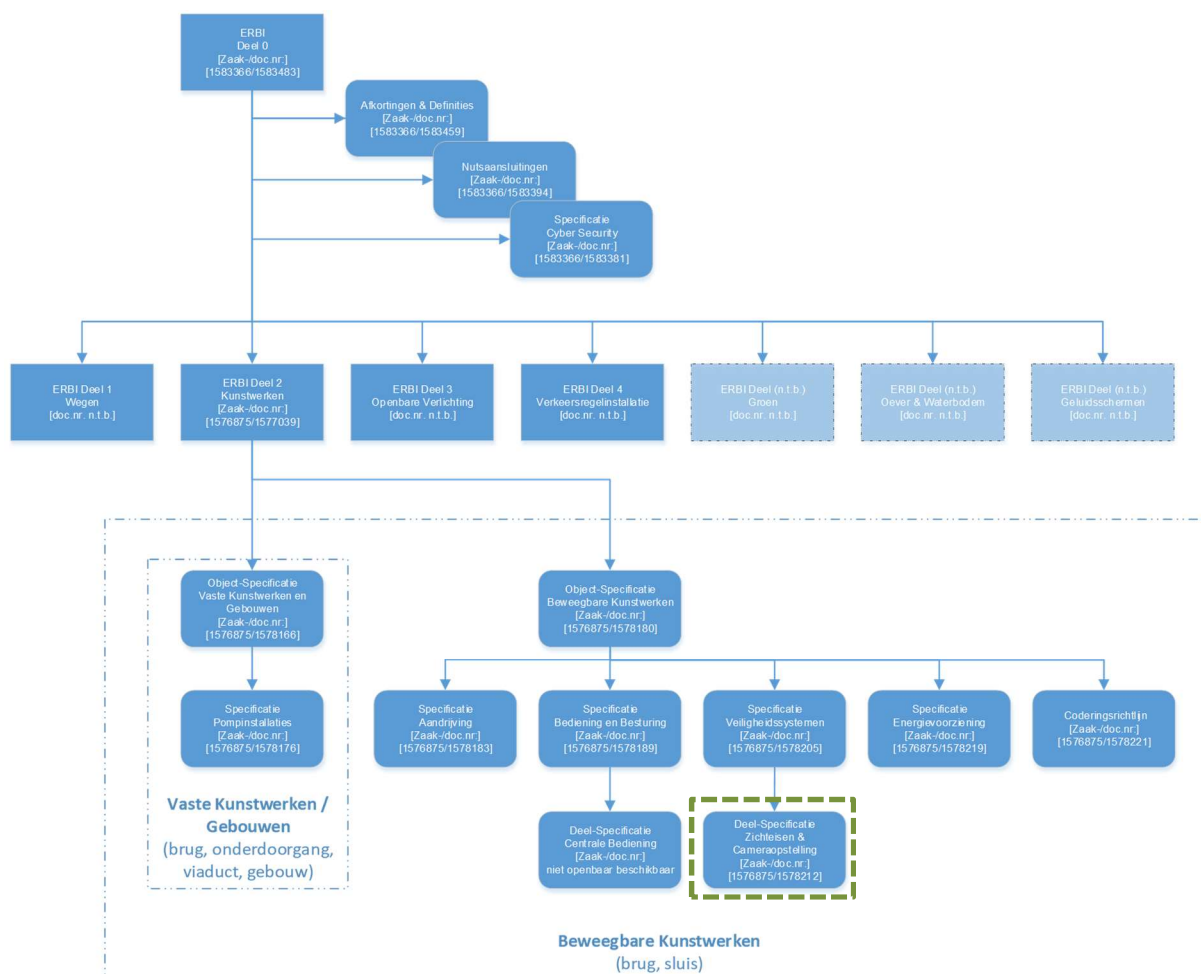 ERBI
Deel 0
[Zaak-/doc.nr:]
[1583366/1583483]
Afkortingen & Definities
[Zaak-/doc.nr:]
[1583366/1583459]
Nutsaansluitingen
[Zaak-/doc.nr:]
[1583366/1583394]
Specificatie
Cyber Security
[Zaak-/doc.nr:]
[1583366/1583381]
ERBI Deel 1
Wegen
[doc.nr. n.t.b.]
ERBI Deel 2
Kunstwerken
[Zaak-/doc.nr:]
[1576875/1577039]
ERBI Deel 3
Openbare Verlichting
[doc.nr. n.t.b.]
ERBI Deel 4
Verkeersregelinstallatie
[doc.nr. n.t.b.]
ERBI Deel (n.t.b.)
Groen
[doc.nr. n.t.b.]
ERBI Deel (n.t.b.)
Oever & Waterbodem
[doc.nr. n.t.b.]
ERBI Deel (n.t.b.)
Geluidsschermen
[doc.nr. n.t.b.]
Object-Specificatie
Vaste Kunstwerken en
Gebouwen
[Zaak-/doc.nr:]
[1576875/1578166]
Object-Specificatie
Beweegbare Kunstwerken
[Zaak-/doc.nr:]
[1576875/1578180]
Specificatie
Pompinstallaties
[Zaak-/doc.nr:]
[1576875/1578176]
Specificatie
Aandrijving
[Zaak-/doc.nr:]
[1576875/1578183]
Specificatie
Bediening en Besturing
[Zaak-/doc.nr:]
[1576875/1578189]
Specificatie
Veiligheidssystemen
[Zaak-/doc.nr:]
[1576875/1578205]
Specificatie
Energievoorziening
[Zaak-/doc.nr:]
[1576875/1578219]
Coderingsrichtlijn
[Zaak-/doc.nr:]
[1576875/1578221]
Vaste Kunstwerken /
Gebouwen
(brug, onderdoorgang,
viaduct, gebouw)
Deel-Specificatie
Centrale Bediening
[Zaak-/doc.nr:]
niet openbaar beschikbaar
Deel-Specificatie
Zichteisen &
Cameraopstelling
[Zaak-/doc.nr:]
[1576875/1578212]
Beweegbare Kunstwerken
(brug, sluis)